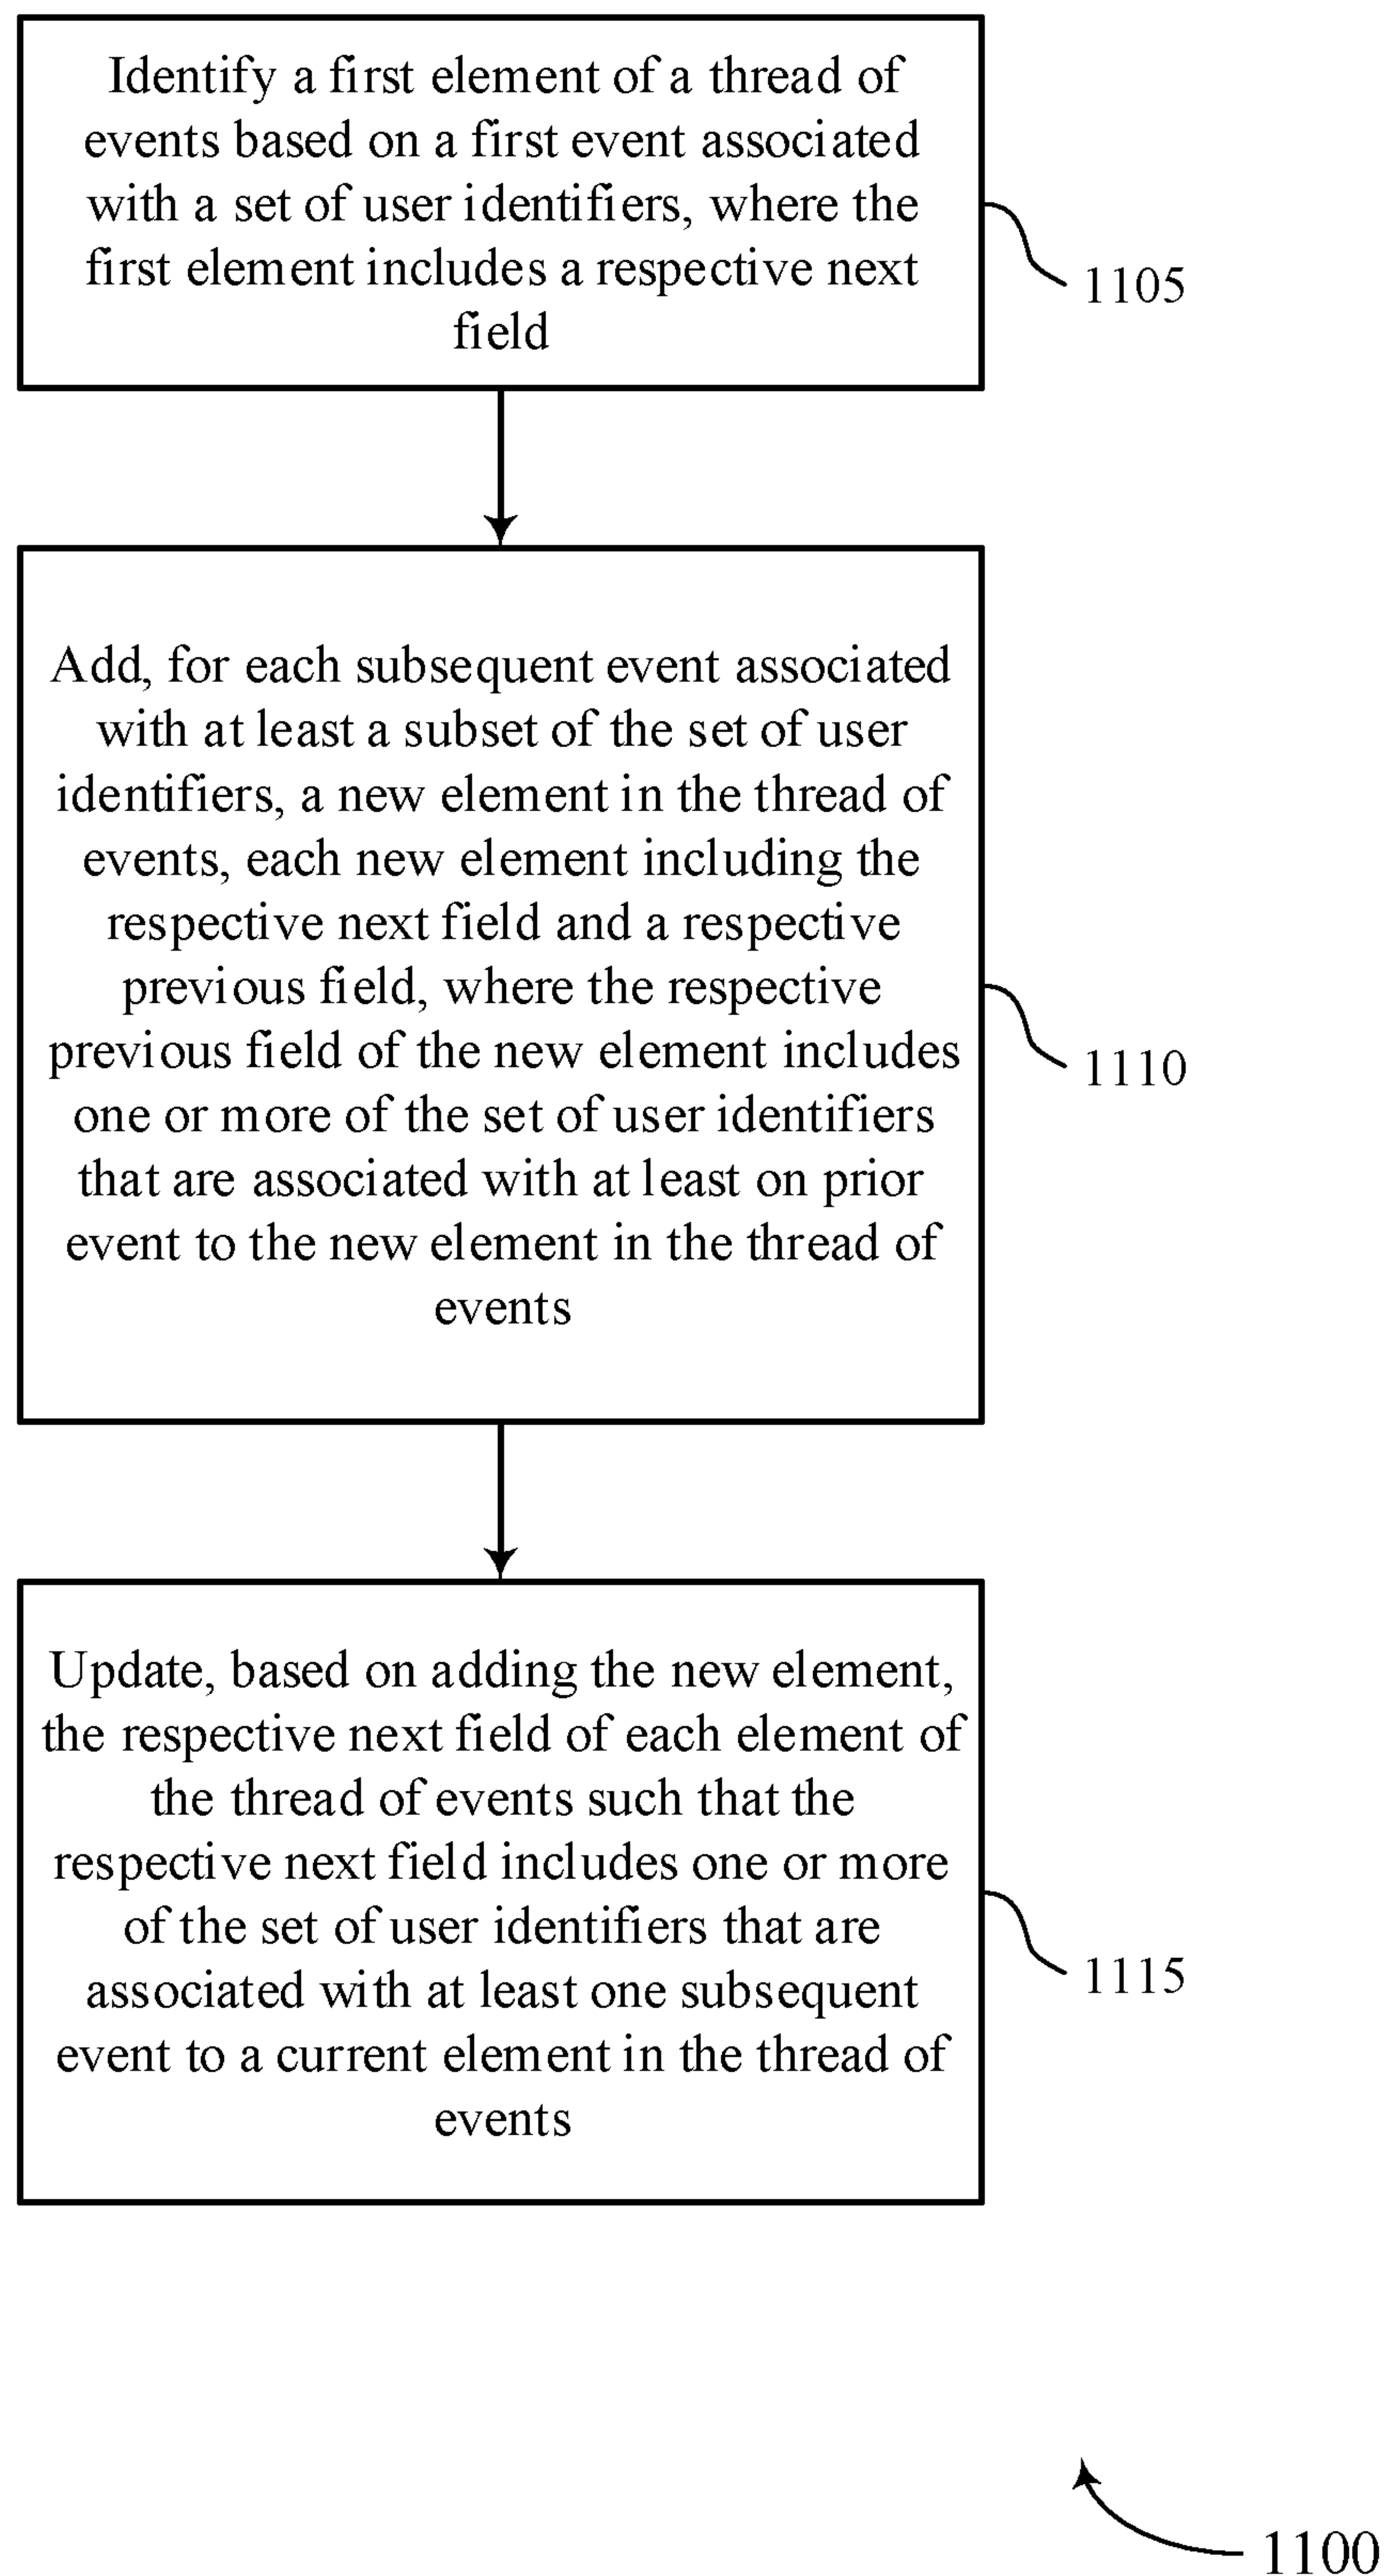 Identify a first element of a thread of
events based on a first event associated
with a set of user identifiers, where the
first element includes a respective next
field
1105
Add, for each subsequent event associated
with at least a subset of the set of user
identifiers, a new element in the thread of
events, each new element including the
respective next field and a respective
previous field, where the respective
previous field of the new element includes
one or more of the set of user identifiers
that are associated with at least on prior
event to the new element in the thread of
events
1110
Update, based on adding the new element,
the respective next field of each element of
the thread of events such that the
respective next field includes one or more
of the set of user identifiers that are
associated with at least one subsequent
event to a current element in the thread of
events
1115
1100